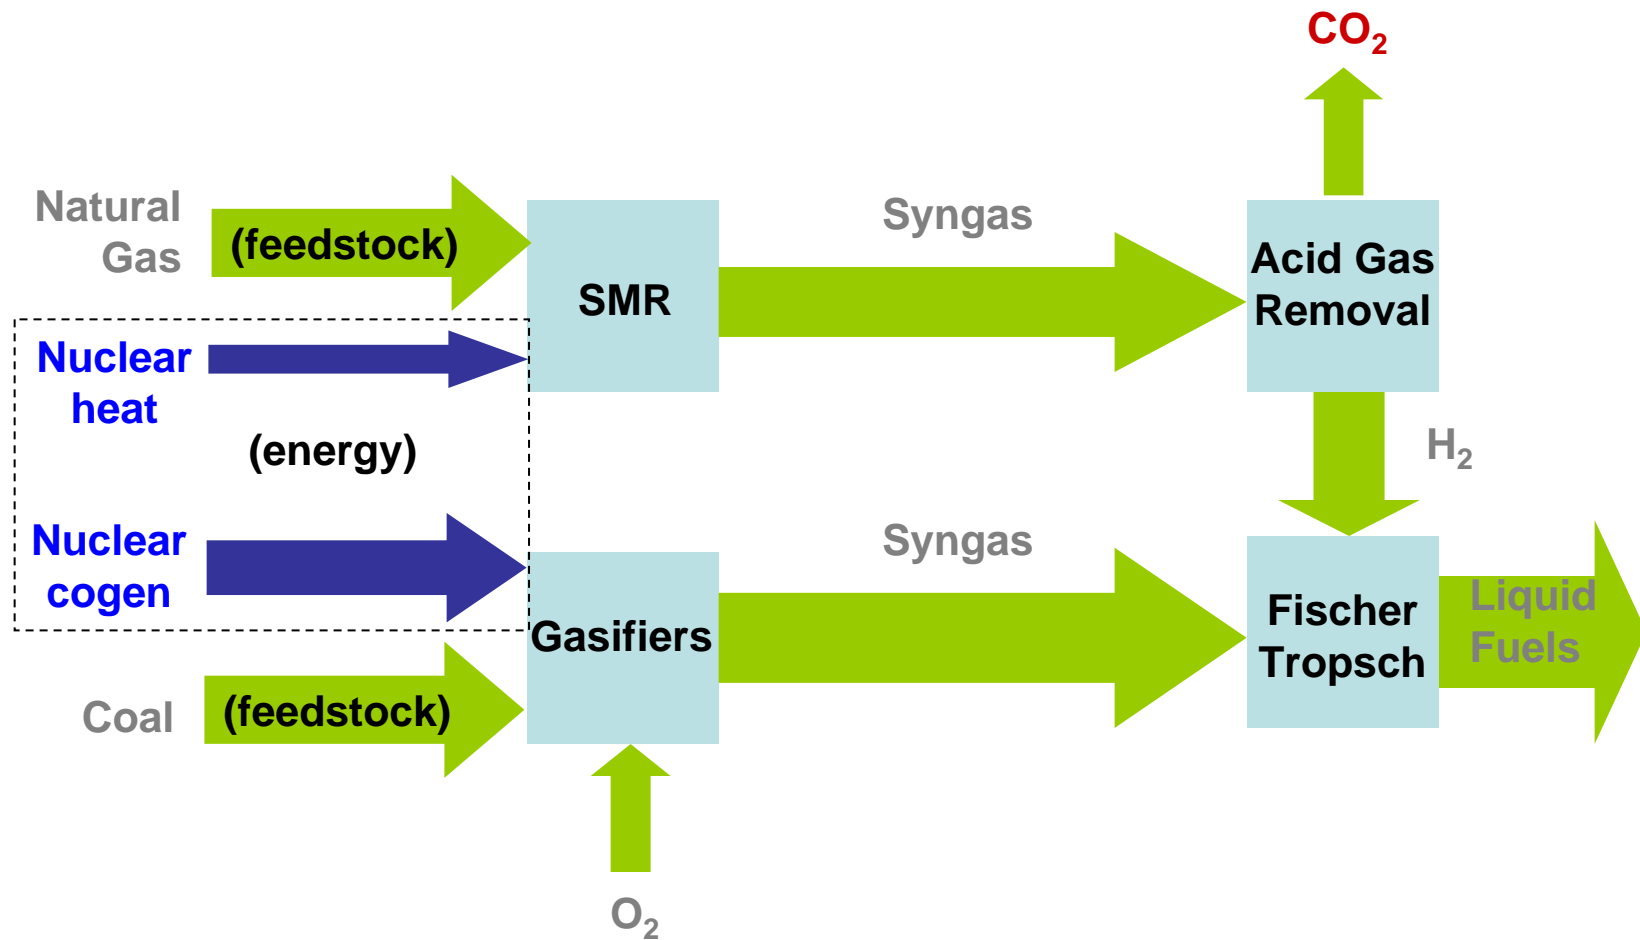 CO₂
Natural
Gas
(feedstock)
SMR
Syngas
Acid Gas
Removal
Nuclear
heat
(energy)
H₂
Nuclear
cogen
Gasifiers
Syngas
Fischer
Tropsch
Liquid
Fuels
Coal
(feedstock)
O₂